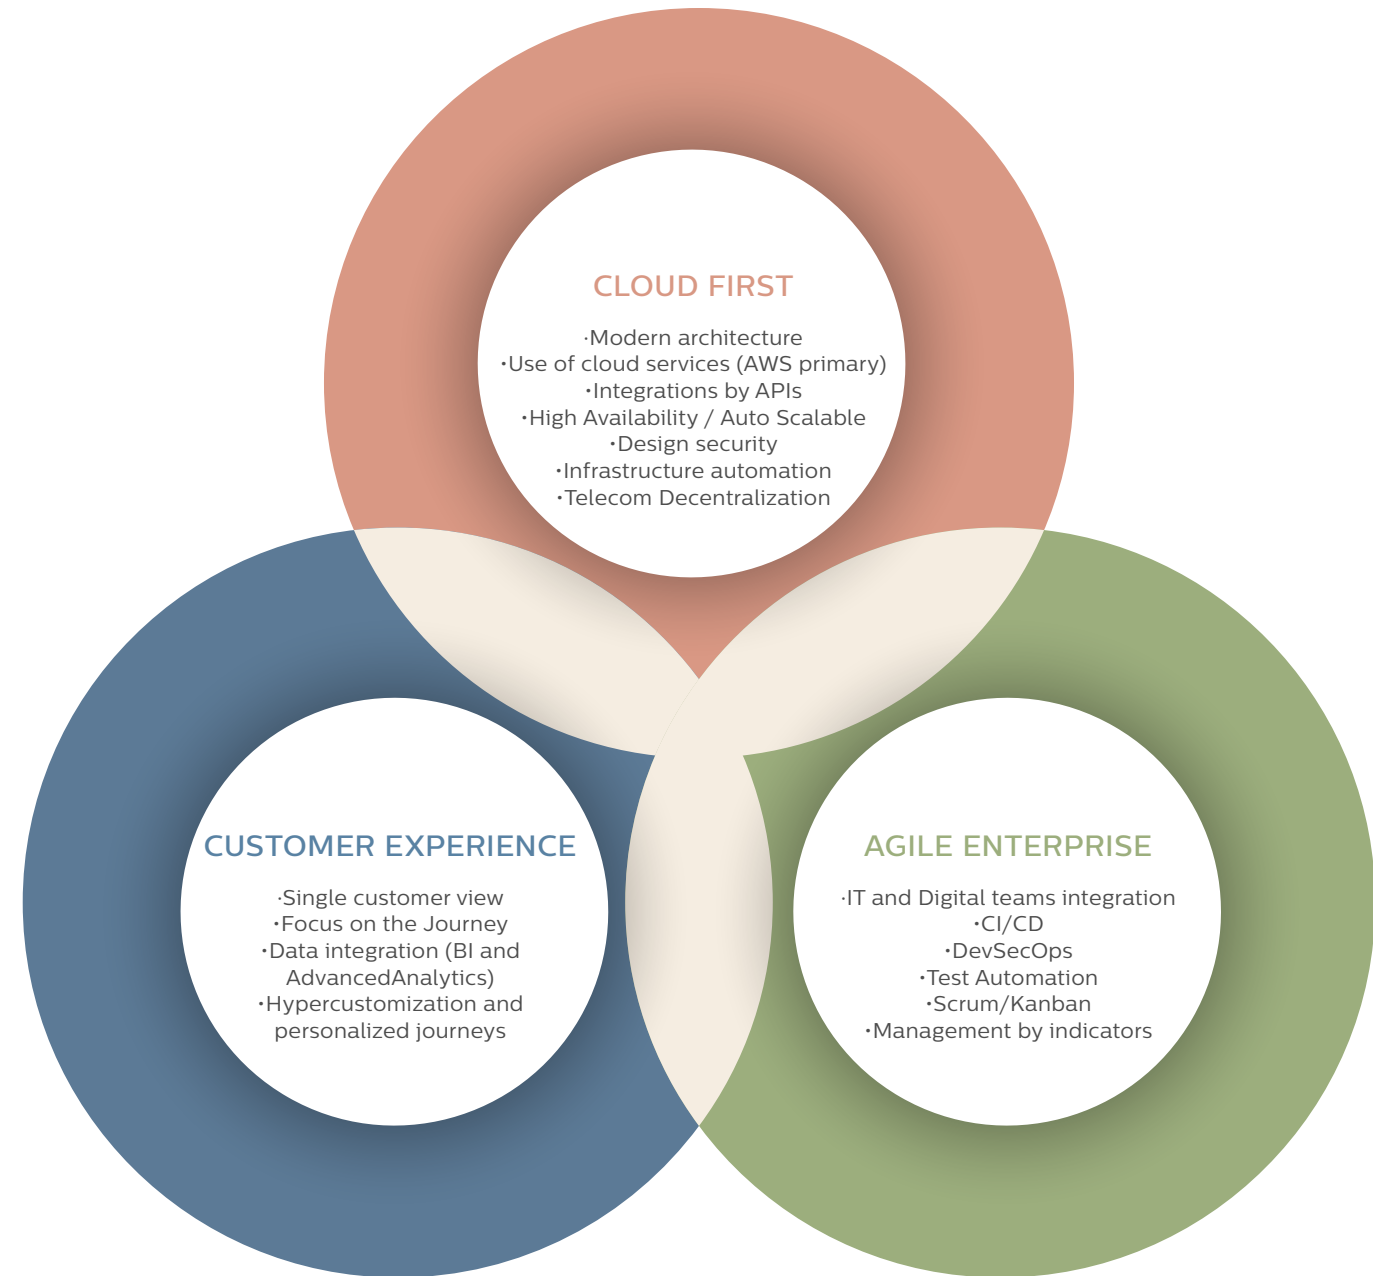 CLOUD FIRST
·Modern architecture
·Use of cloud services (AWS primary)
·Integrations by APIs
·High Availability / Auto Scalable
·Design security
·Infrastructure automation
·Telecom Decentralization
CUSTOMER EXPERIENCE
·Single customer view
·Focus on the Journey
·Data integration (BI and
AdvancedAnalytics)
·Hypercustomization and
personalized journeys
AGILE ENTERPRISE
·IT and Digital teams integration
·CI/CD
·DevSecOps
·Test Automation
·Scrum/Kanban
·Management by indicators